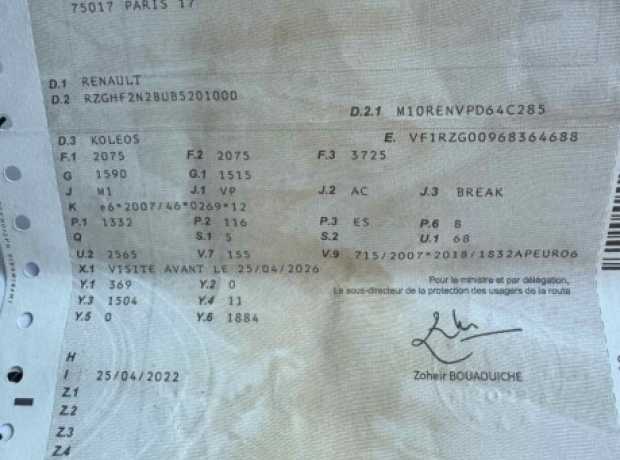 75017 PARIS 17
D.1 RENAULT
D.2 RZGHF2N2BUB5201000
D.2.1 M10RENVPD64C285
D.3 KOLEOS
E. VF1RZG00968364688
F.1 2075 F.2 2075 F.3 3725
G 1590 G.1 1515
J M1 J.1 VP J.2 AC J.3 BREAK
K e6*2007/46*0269*12
P.1 1332 P.2 116 P.3 ES P.6 8
Q S.1 5 S.2 U.1 68
U.2 2565 V.7 155 V.9 715/2007*2018/1832APEURO6
X.1 VISITE AVANT LE 25/04/2026
Y.1 369 Y.2 0
Y.3 1504 Y.4 11
Y.5 0 Y.6 1884
Pour le ministre et par délégation,
Le sous-directeur de la protection des usagers de la route
Zoheir BOUAOUICHE
H
I 25/04/2022
Z.1
Z.2
Z.3
Z.4